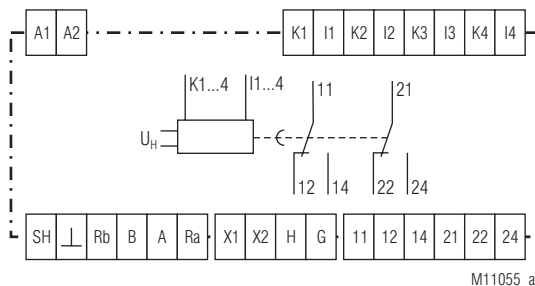 A1 A2 K1 I1 K2 I2 K3 I3 K4 I4
K1...4 I1...4 11 21
UH
12 14 22 24
SH ⊥ Rb B A Ra X1 X2 H G 11 12 14 21 22 24
M11055 a